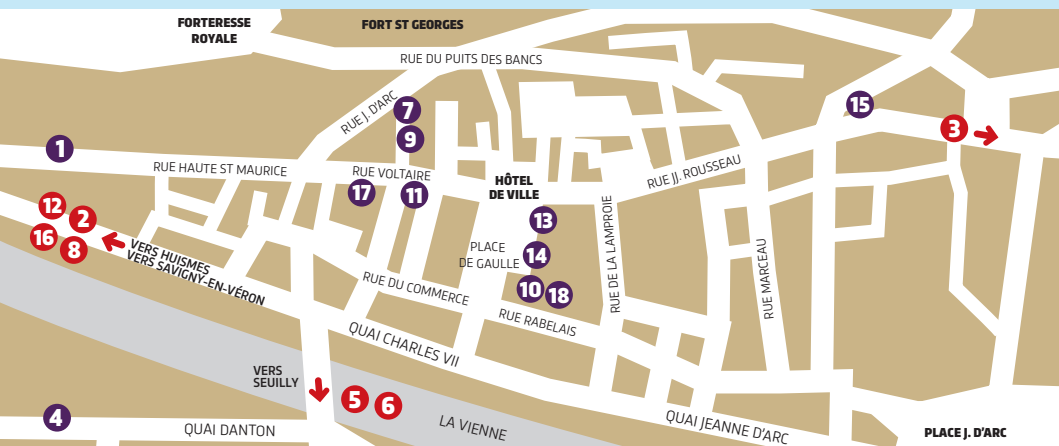 FORTERESSE
ROYALE
FORT ST GEORGES
RUE DU PUITS DES BANCS
RUE J. D'ARC
7
15
3
9
1
RUE HAUTE ST MAURICE
RUE VOLTAIRE
RUE JJ. ROUSSEAU
17
11
HÔTEL
DE VILLE
12
2
16
8
13
PLACE
DE GAULLE
14
RUE DE LA LAMPROIE
RUE MARCEAU
VERS HUISMES
VERS SAVIGNY-EN-VÉRON
10
18
RUE DU COMMERCE
RUE RABELAIS
QUAI CHARLES VII
VERS
SEUILLY
5
6
4
QUAI DANTON
LA VIENNE
QUAI JEANNE D'ARC
PLACE J. D'ARC